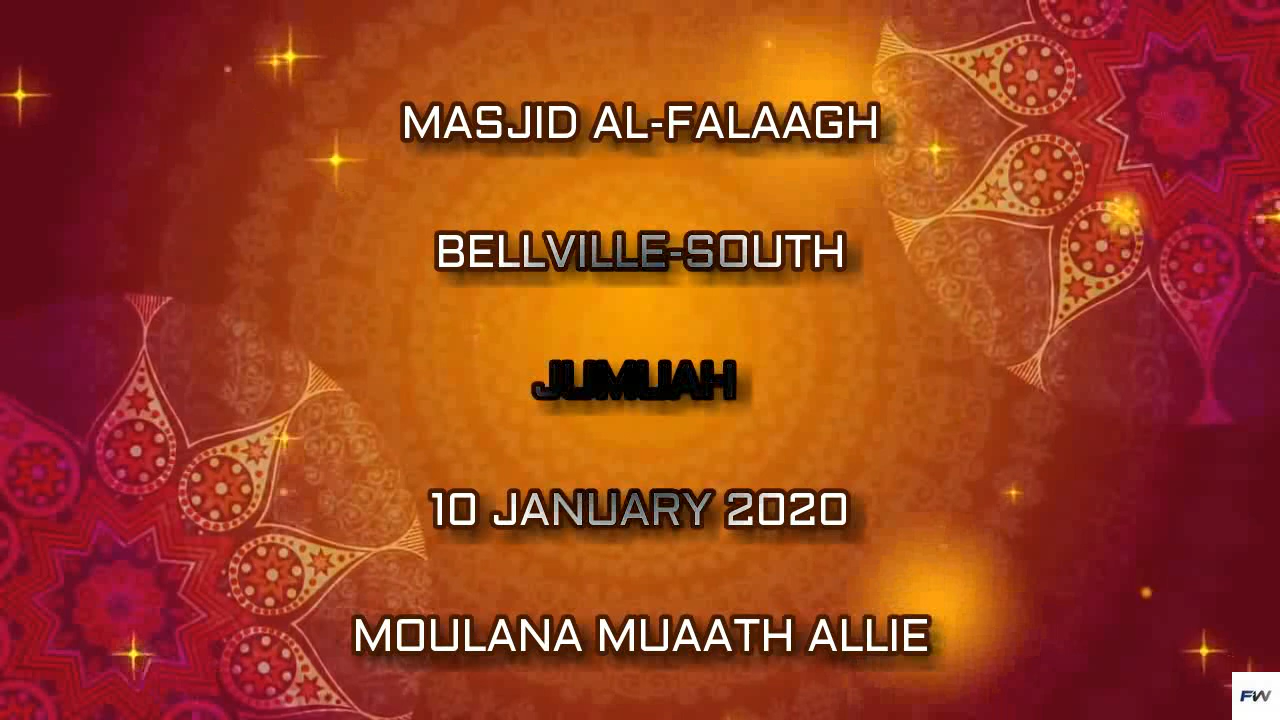 MASJID AL-FALAAGH
BELLVILLE-SOUTH
JUMUAH
10 JANUARY 2020
MOULANA MUAATH ALLIE
FW